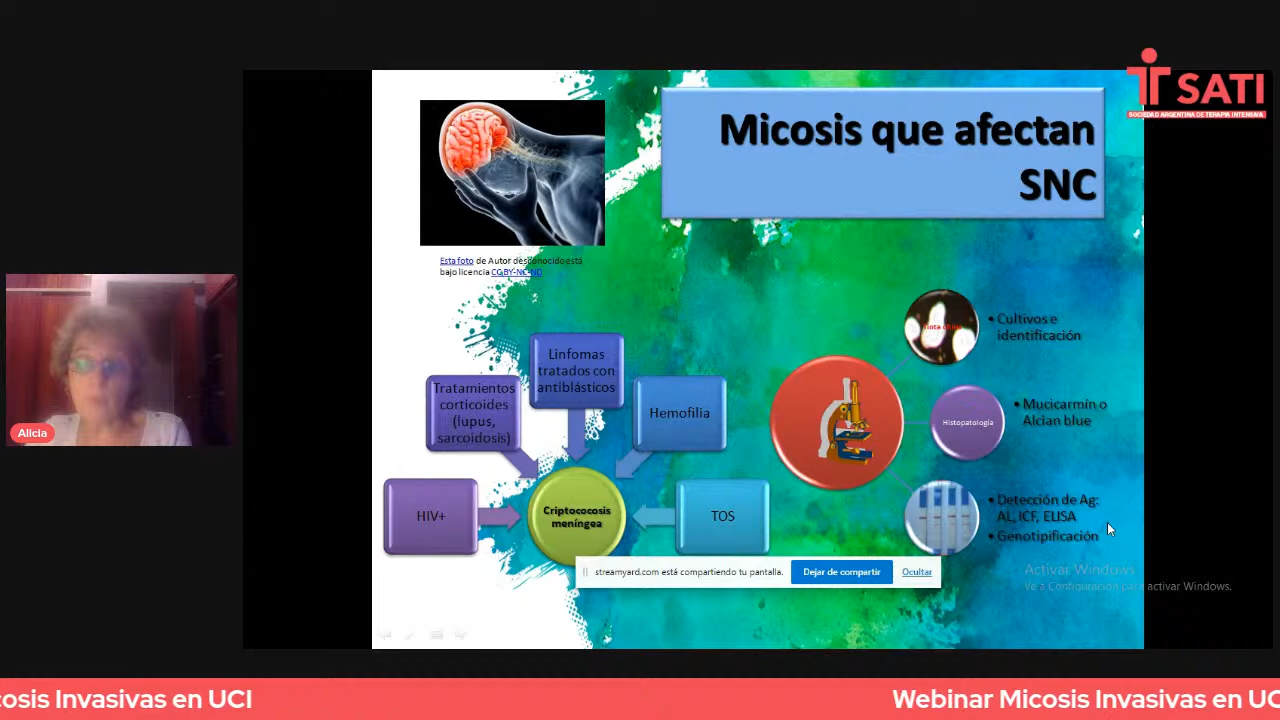 SATI
SOCIEDAD ARGENTINA DE TERAPIA INTENSIVA
Micosis que afectan
SNC
Esta foto de Autor desconocido está
bajo licencia CC BY-NC-ND
Linfomas
tratados con
antiblásticos
Tratamientos
corticoides
(lupus,
sarcoidosis)
Hemofilia
HIV+
Criptococosis
meníngea
TOS
Tinta china
• Cultivos e
identificación
Histopatología
• Mucicarmín o
Alcian blue
• Detección de Ag:
AL, ICF, ELISA
• Genotipificación
Alicia
streamyard.com está compartiendo tu pantalla.
Dejar de compartir
Ocultar
Activar Windows
Ve a Configuración para activar Windows.
cosis Invasivas en UCI
Webinar Micosis Invasivas en UC